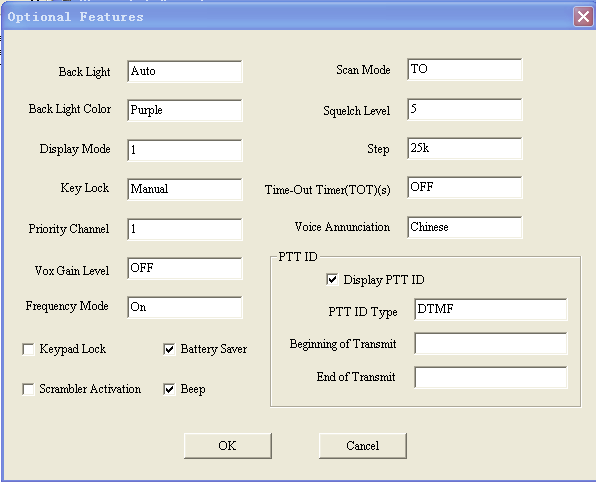 Optional Features
Back Light Auto
Back Light Color Purple
Display Mode 1
Key Lock Manual
Priority Channel 1
Vox Gain Level OFF
Frequency Mode On
Keypad Lock Battery Saver
Scrambler Activation Beep
Scan Mode TO
Squelch Level 5
Step 25k
Time-Out Timer(TOT)(s) OFF
Voice Annunciation Chinese
PTT ID
Display PTT ID
PTT ID Type DTMF
Beginning of Transmit
End of Transmit
OK Cancel